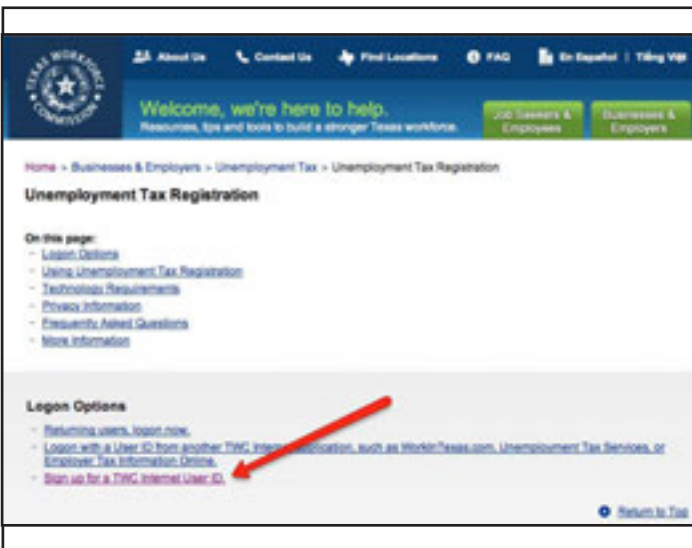 TEXAS WORKFORCE COMMISSION
About Us Contact Us Find Locations FAQ En Español | Tiếng Việt
Welcome, we're here to help.
Resources, tips and tools to build a stronger Texas workforce.
Job Seekers & Employees
Businesses & Employers
Home > Businesses & Employers > Unemployment Tax > Unemployment Tax Registration
Unemployment Tax Registration
On this page:
- Logon Options
- Using Unemployment Tax Registration
- Technology Requirements
- Privacy Information
- Frequently Asked Questions
- More Information
Logon Options
- Returning users, logon now.
- Logon with a User ID from another TWC Internet application, such as WorkInTexas.com, Unemployment Tax Services, or
Employer Tax Information Online.
- Sign up for a TWC Internet User ID.
Return to Top